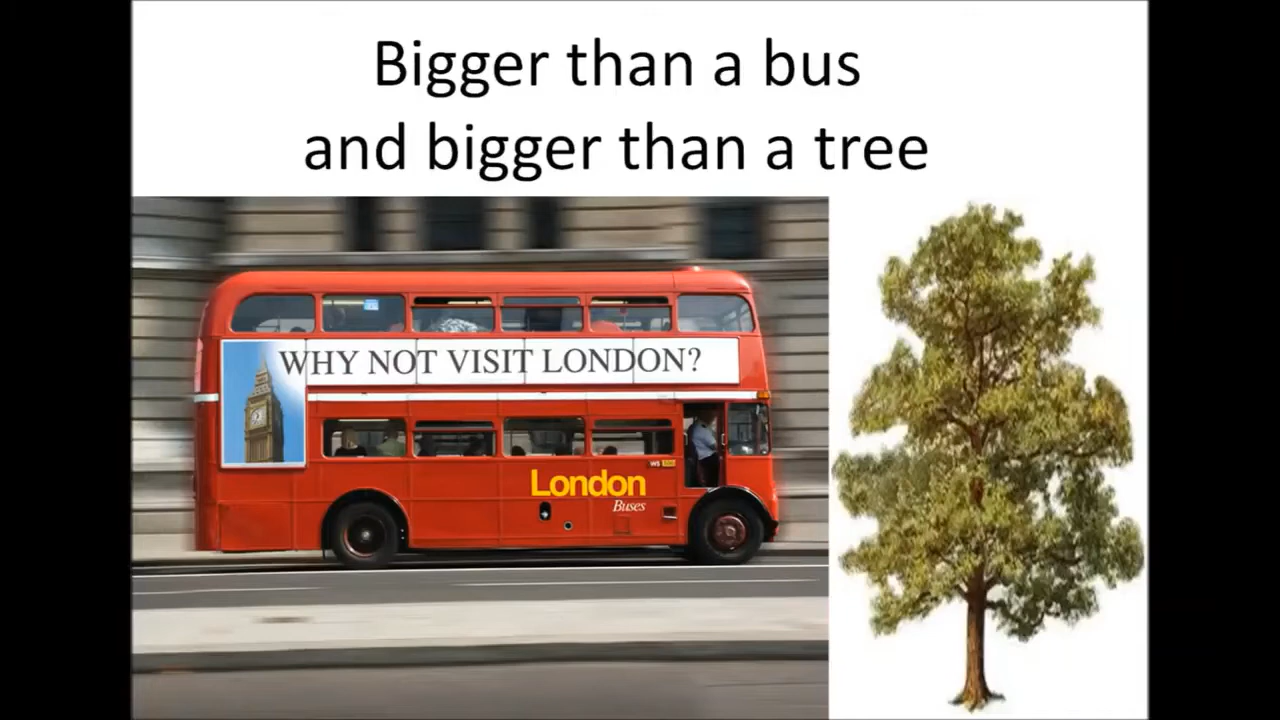 Bigger than a bus
and bigger than a tree
WHY NOT VISIT LONDON?
London
Buses